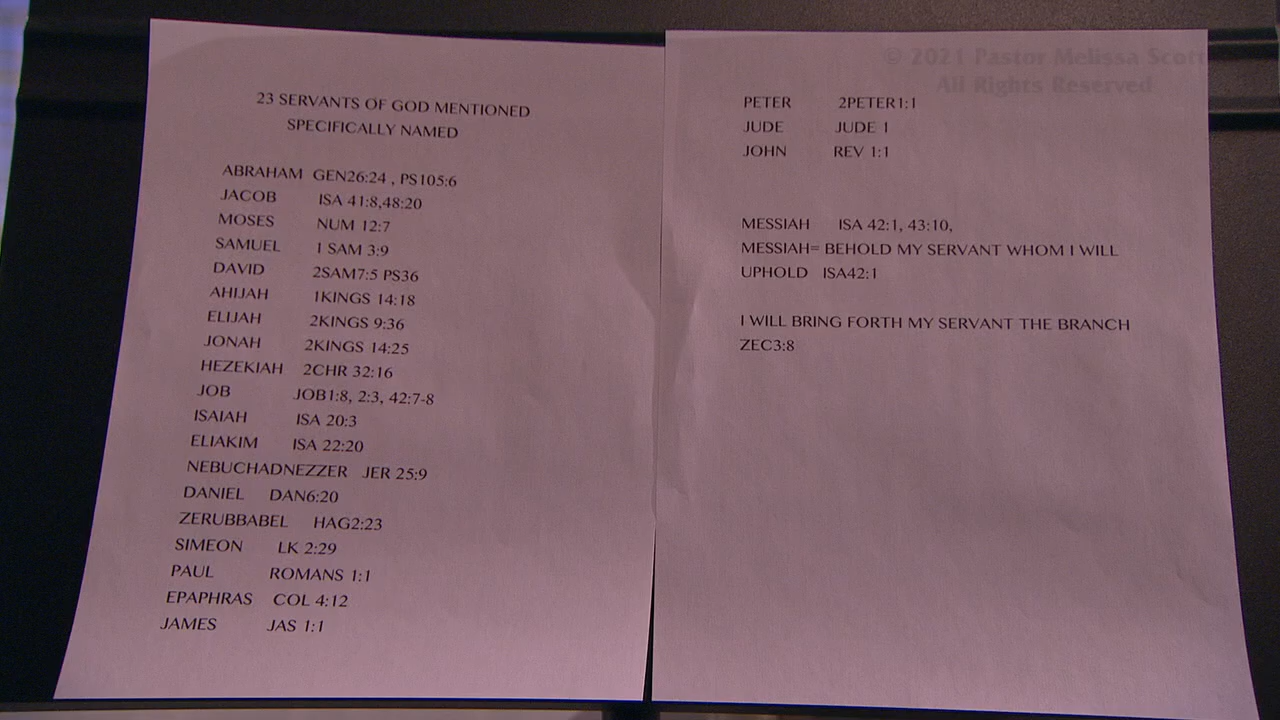 23 SERVANTS OF GOD MENTIONED
SPECIFICALLY NAMED
ABRAHAM GEN26:24 , PS105:6
JACOB ISA 41:8,48:20
MOSES NUM 12:7
SAMUEL 1 SAM 3:9
DAVID 2SAM7:5 PS36
AHIJAH 1KINGS 14:18
ELIJAH 2KINGS 9:36
JONAH 2KINGS 14:25
HEZEKIAH 2CHR 32:16
JOB JOB1:8, 2:3, 42:7-8
ISAIAH ISA 20:3
ELIAKIM ISA 22:20
NEBUCHADNEZZER JER 25:9
DANIEL DAN6:20
ZERUBBABEL HAG2:23
SIMEON LK 2:29
PAUL ROMANS 1:1
EPAPHRAS COL 4:12
JAMES JAS 1:1
© 2021 Pastor Melissa Scott
All Rights Reserved
PETER 2PETER1:1
JUDE JUDE 1
JOHN REV 1:1
MESSIAH ISA 42:1, 43:10,
MESSIAH= BEHOLD MY SERVANT WHOM I WILL
UPHOLD ISA42:1
I WILL BRING FORTH MY SERVANT THE BRANCH
ZEC3:8